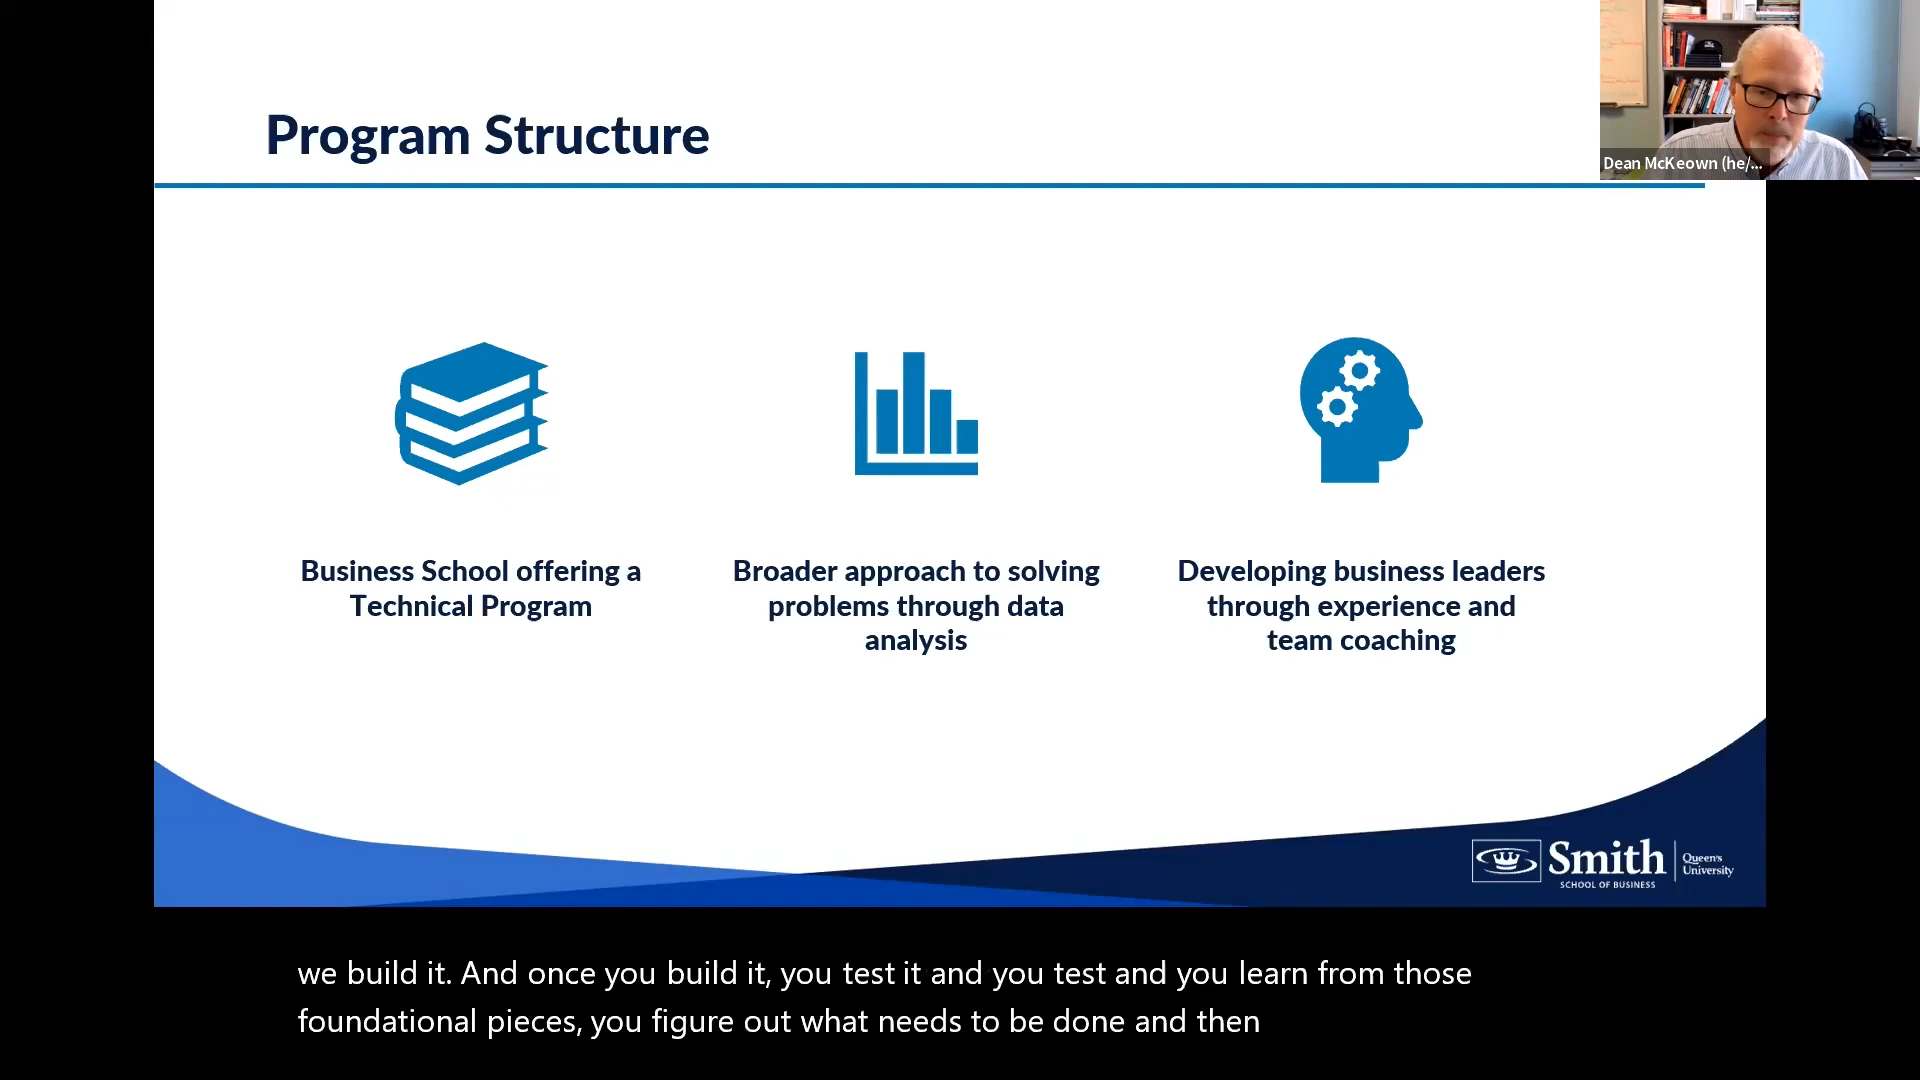 Program Structure
Dean McKeown (he/...
Business School offering a
Technical Program
Broader approach to solving
problems through data
analysis
Developing business leaders
through experience and
team coaching
Smith
SCHOOL OF BUSINESS
Queen's
University
we build it. And once you build it, you test it and you test and you learn from those
foundational pieces, you figure out what needs to be done and then